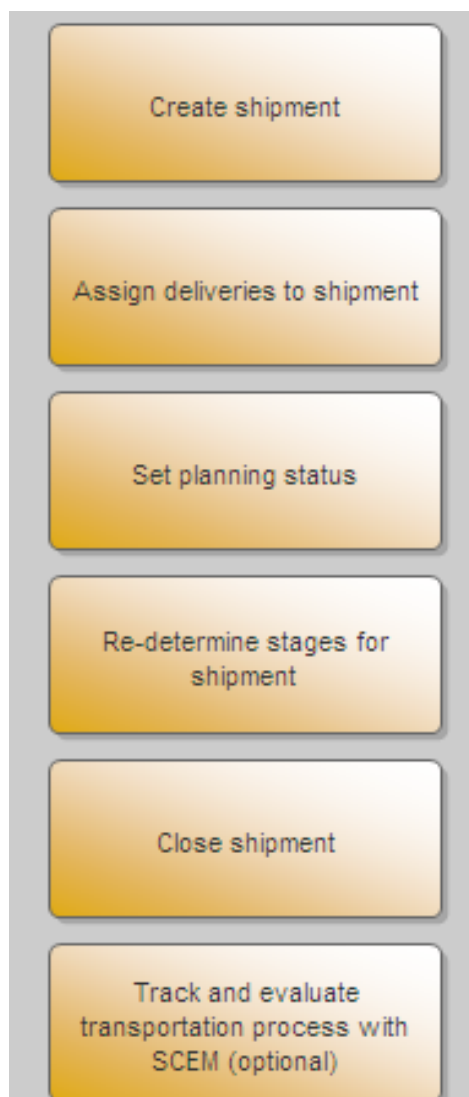 Create shipment
Assign deliveries to shipment
Set planning status
Re-determine stages for
shipment
Close shipment
Track and evaluate
transportation process with
SCEM (optional)